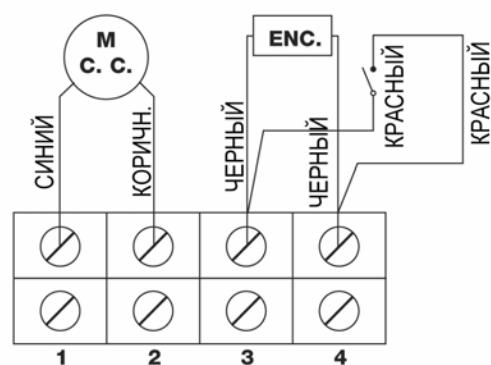 M
C. C.
ENC.
СИНИЙ
КОРИЧН.
ЧЕРНЫЙ
ЧЕРНЫЙ
КРАСНЫЙ
КРАСНЫЙ
1 2 3 4